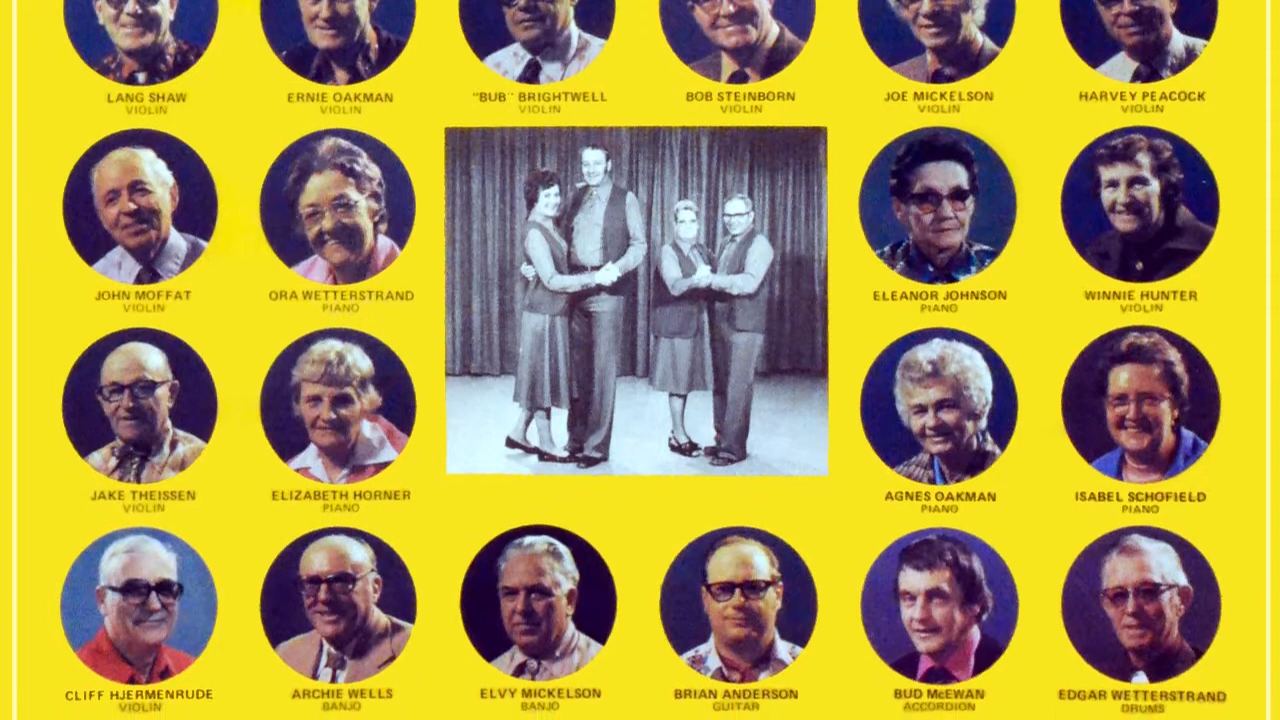 LANG SHAW
VIOLIN
ERNIE OAKMAN
VIOLIN
"BUB" BRIGHTWELL
VIOLIN
BOB STEINBORN
VIOLIN
JOE MICKELSON
VIOLIN
HARVEY PEACOCK
VIOLIN
JOHN MOFFAT
VIOLIN
ORA WETTERSTRAND
PIANO
ELEANOR JOHNSON
PIANO
WINNIE HUNTER
VIOLIN
JAKE THEISSEN
VIOLIN
ELIZABETH HORNER
PIANO
AGNES OAKMAN
PIANO
ISABEL SCHOFIELD
PIANO
CLIFF HJERMENRUDE
VIOLIN
ARCHIE WELLS
BANJO
ELVY MICKELSON
BANJO
BRIAN ANDERSON
GUITAR
BUD McEWAN
ACCORDION
EDGAR WETTERSTRAND
DRUMS